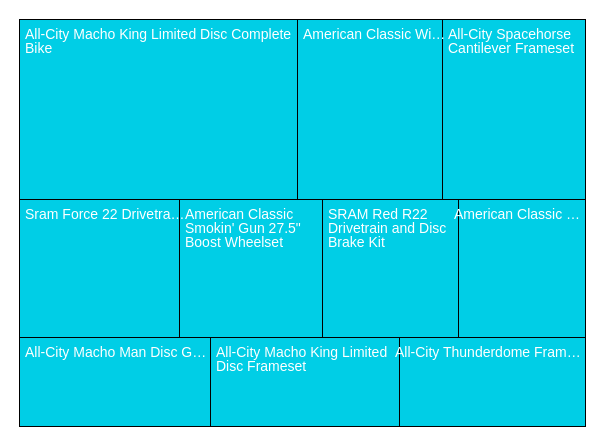 All-City Macho King Limited Disc Complete
Bike
American Classic Wi…
All-City Spacehorse
Cantilever Frameset
Sram Force 22 Drivetra…
American Classic
Smokin' Gun 27.5"
Boost Wheelset
SRAM Red R22
Drivetrain and Disc
Brake Kit
American Classic …
All-City Macho Man Disc G…
All-City Macho King Limited
Disc Frameset
All-City Thunderdome Fram…